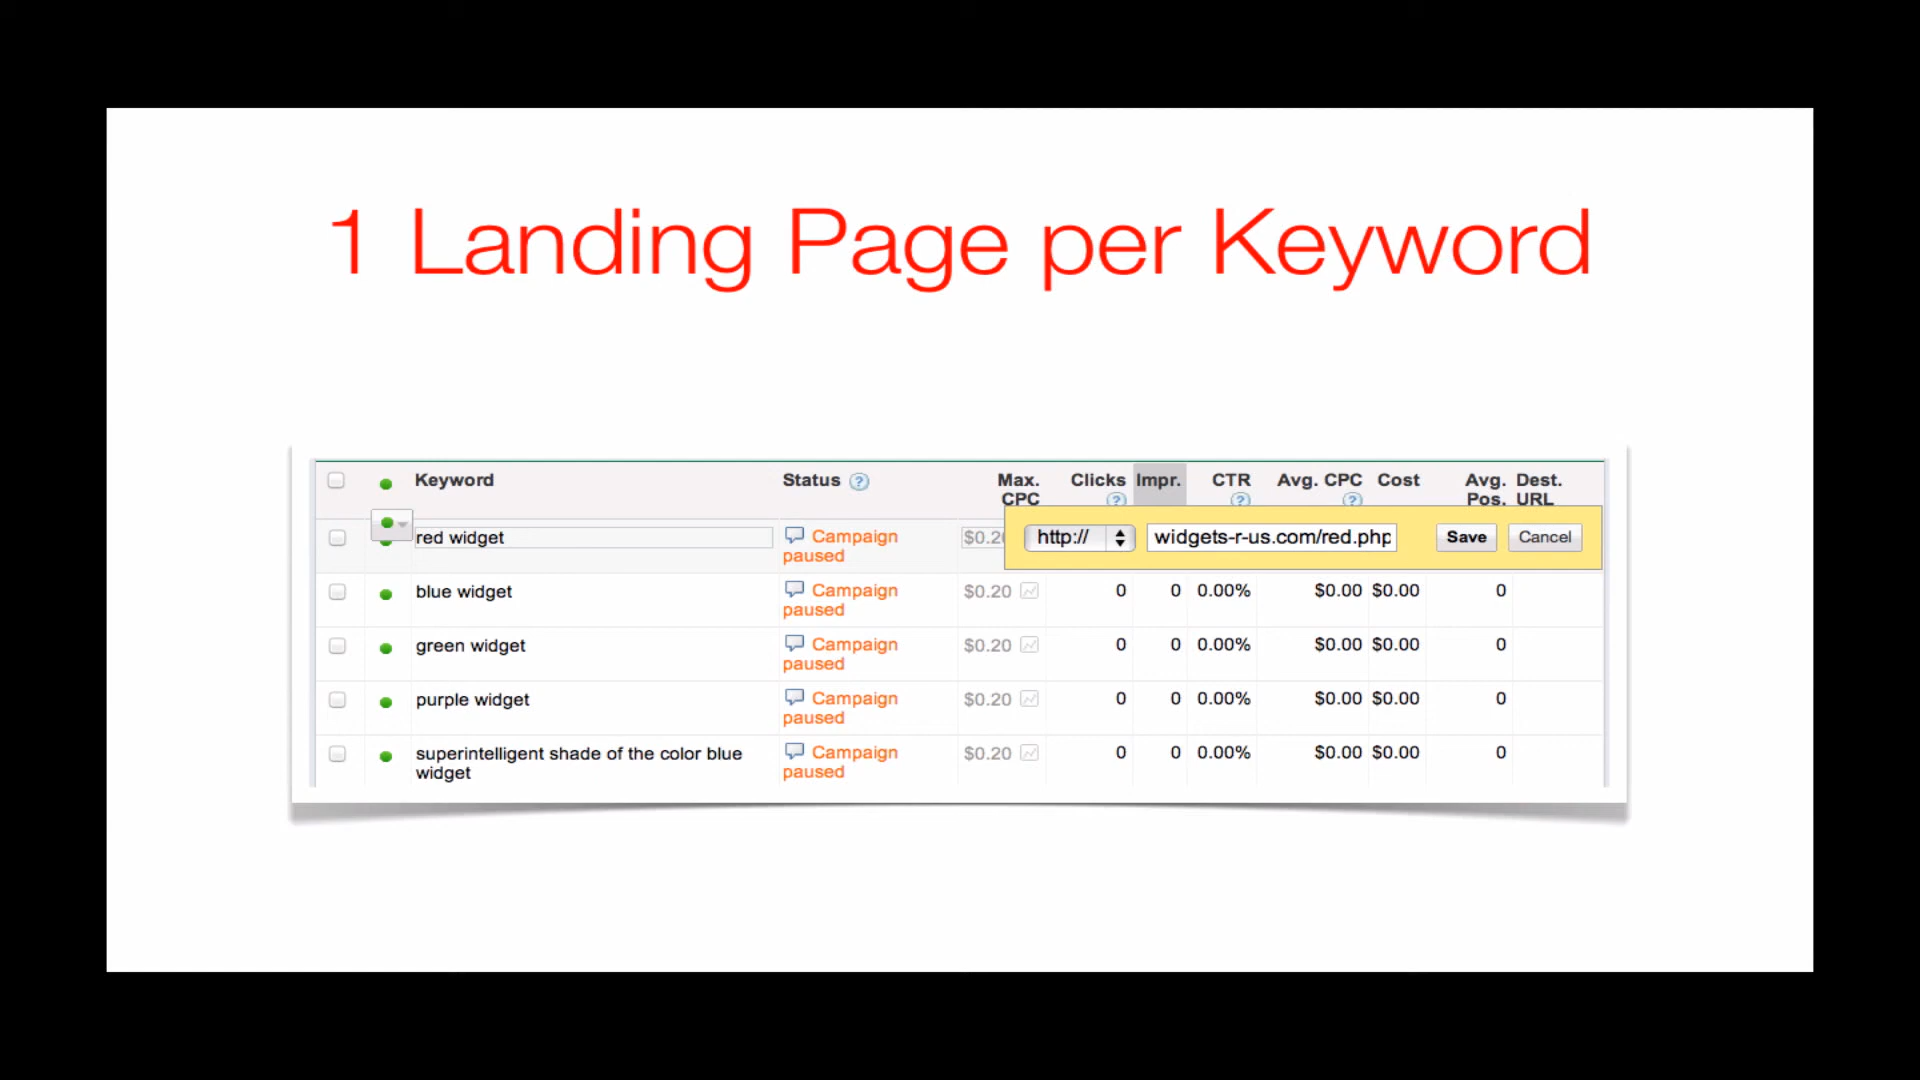 1 Landing Page per Keyword
Keyword Status ? Max. CPC Clicks ? Impr. CTR ? Avg. CPC ? Cost Avg. Pos. Dest. URL
red widget Campaign paused http:// widgets-r-us.com/red.php Save Cancel
blue widget Campaign paused $0.20 0 0 0.00% $0.00 $0.00 0
green widget Campaign paused $0.20 0 0 0.00% $0.00 $0.00 0
purple widget Campaign paused $0.20 0 0 0.00% $0.00 $0.00 0
superintelligent shade of the color blue widget Campaign paused $0.20 0 0 0.00% $0.00 $0.00 0